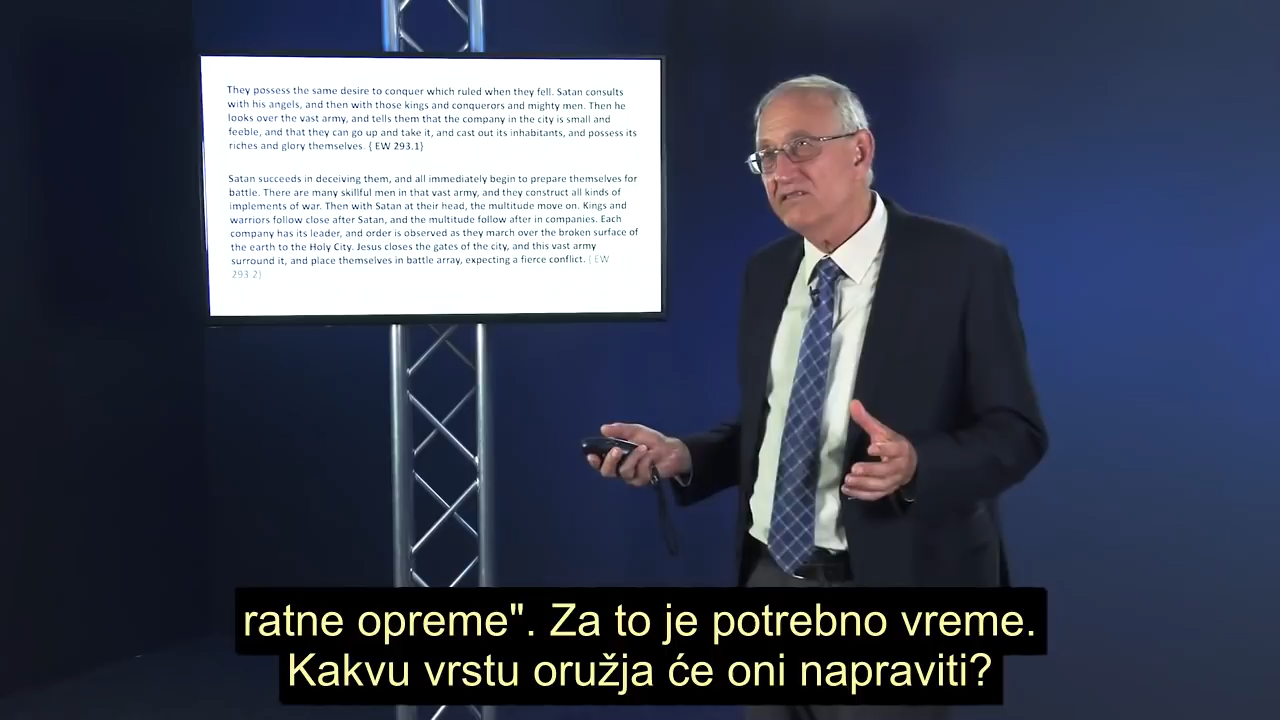 They possess the same desire to conquer which ruled when they fell. Satan consults
with his angels, and then with those kings and conquerors and mighty men. Then he
looks over the vast army, and tells them that the company in the city is small and
feeble, and that they can go up and take it, and cast out its inhabitants, and possess its
riches and glory themselves. { EW 293.1}
Satan succeeds in deceiving them, and all immediately begin to prepare themselves for
battle. There are many skillful men in that vast army, and they construct all kinds of
implements of war. Then with Satan at their head, the multitude move on. Kings and
warriors follow close after Satan, and the multitude follow after in companies. Each
company has its leader, and order is observed as they march over the broken surface of
the earth to the Holy City. Jesus closes the gates of the city, and this vast army
surround it, and place themselves in battle array, expecting a fierce conflict. { EW
293 2}
ratne opreme". Za to je potrebno vreme.
Kakvu vrstu oružja će oni napraviti?